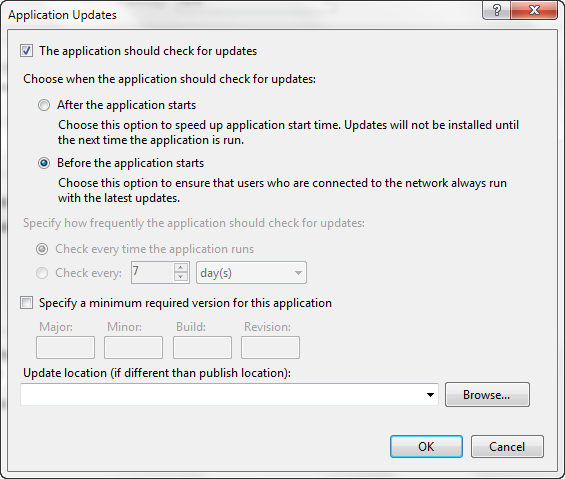 Application Updates
The application should check for updates
Choose when the application should check for updates:
After the application starts
Choose this option to speed up application start time. Updates will not be installed until
the next time the application is run.
Before the application starts
Choose this option to ensure that users who are connected to the network always run
with the latest updates.
Specify how frequently the application should check for updates:
Check every time the application runs
Check every: 7 day(s)
Specify a minimum required version for this application
Major: Minor: Build: Revision:
Update location (if different than publish location):
Browse...
OK Cancel